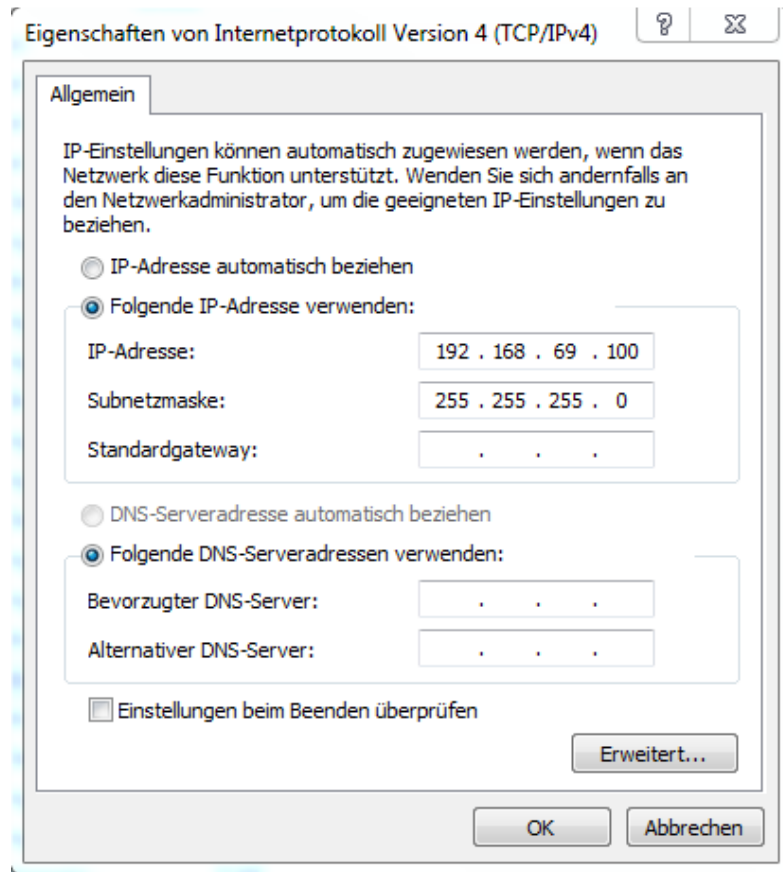 Eigenschaften von Internetprotokoll Version 4 (TCP/IPv4)
Allgemein
IP-Einstellungen können automatisch zugewiesen werden, wenn das
Netzwerk diese Funktion unterstützt. Wenden Sie sich andernfalls an
den Netzwerkadministrator, um die geeigneten IP-Einstellungen zu
beziehen.
IP-Adresse automatisch beziehen
Folgende IP-Adresse verwenden:
IP-Adresse: 192 . 168 . 69 . 100
Subnetzmaske: 255 . 255 . 255 . 0
Standardgateway: . . .
DNS-Serveradresse automatisch beziehen
Folgende DNS-Serveradressen verwenden:
Bevorzugter DNS-Server: . . .
Alternativer DNS-Server: . . .
Einstellungen beim Beenden überprüfen
Erweitert...
OK Abbrechen